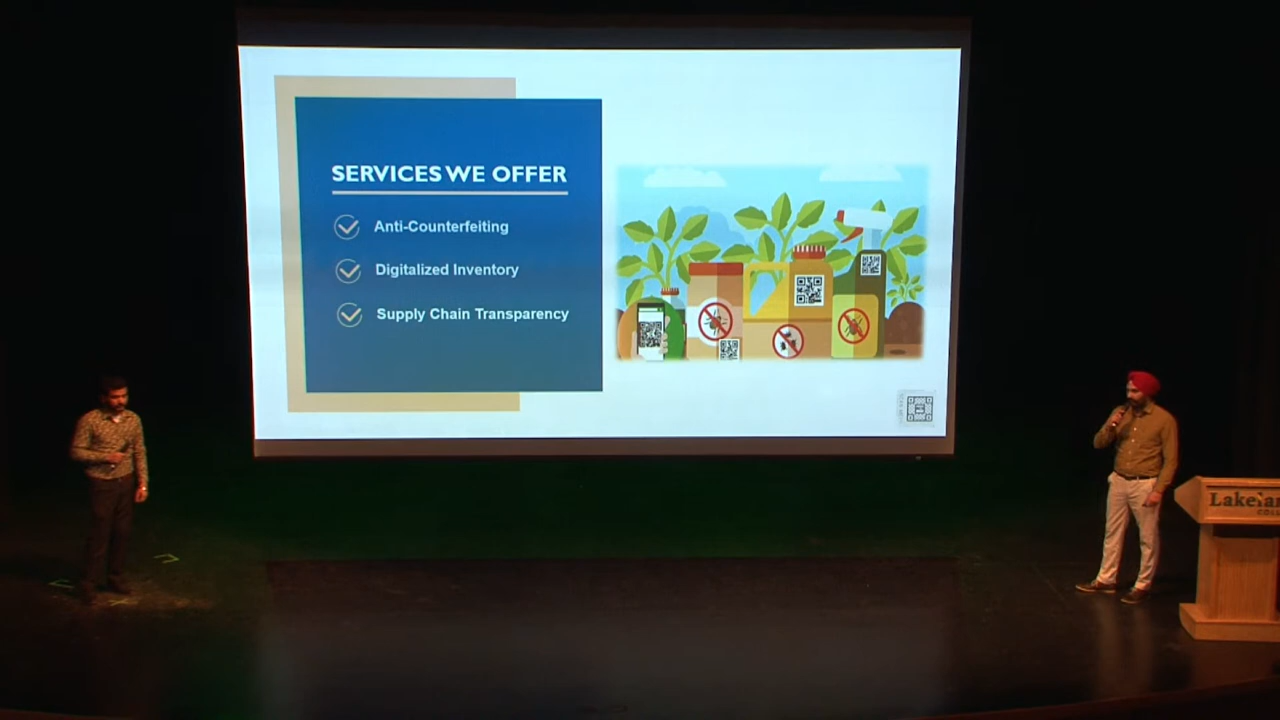 SERVICES WE OFFER
Anti-Counterfeiting
Digitalized Inventory
Supply Chain Transparency